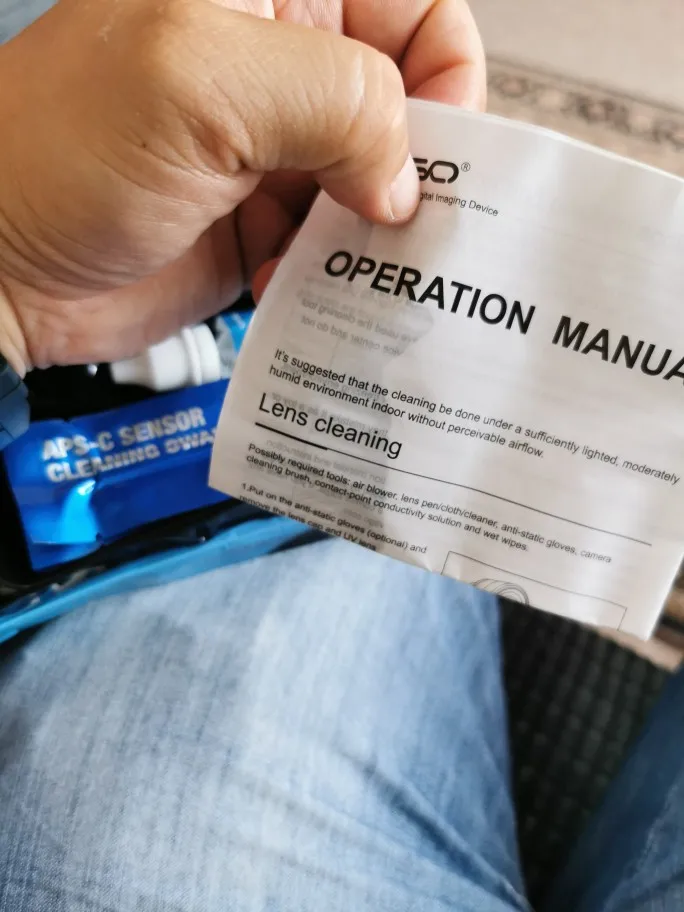 SO®
gital Imaging Device
OPERATION MANUA
It's suggested that the cleaning be done under a sufficiently lighted, moderately
humid environment indoor without perceivable airflow.
Lens cleaning
Possibly required tools: air blower, lens pen/cloth/cleaner, anti-static gloves, camera
cleaning brush, contact-point conductivity solution and wet wipes.
1.Put on the anti-static gloves (optional) and
remove the lens cap and UV lens
APS-C SENSOR
CLEANING SWA